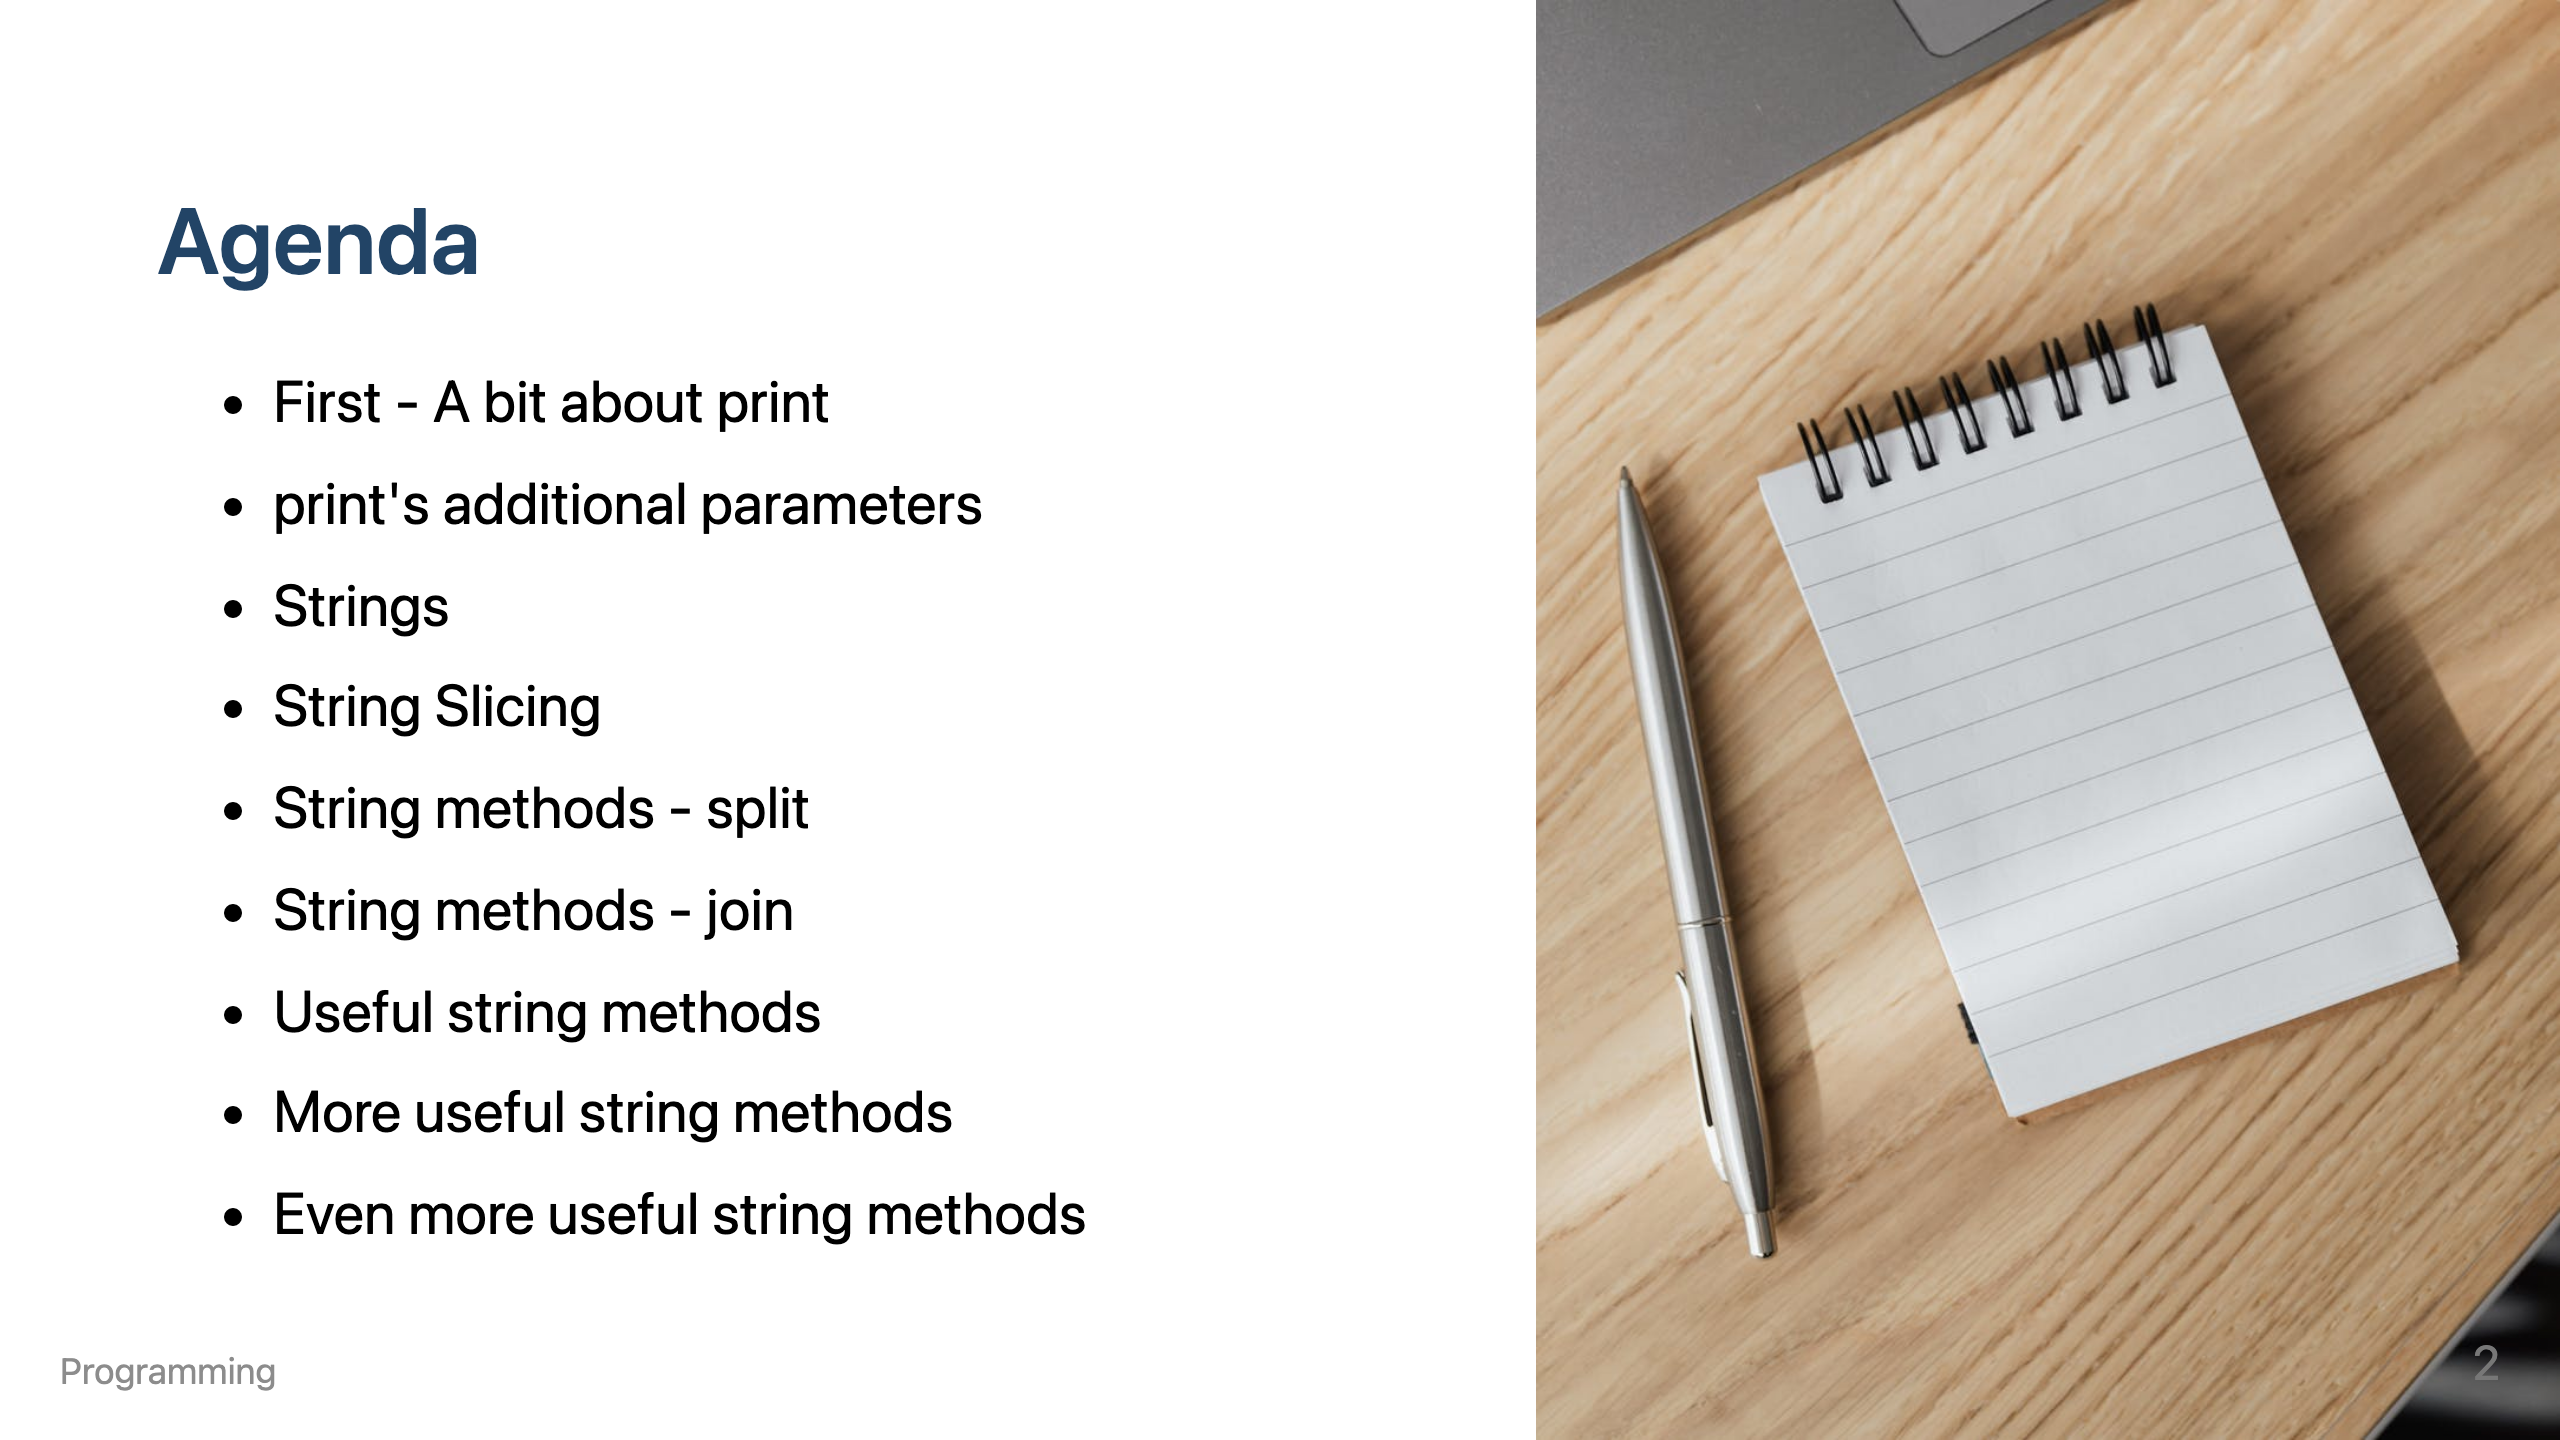 Agenda
• First - A bit about print
• print's additional parameters
• Strings
• String Slicing
• String methods - split
• String methods - join
• Useful string methods
• More useful string methods
• Even more useful string methods
Programming
2